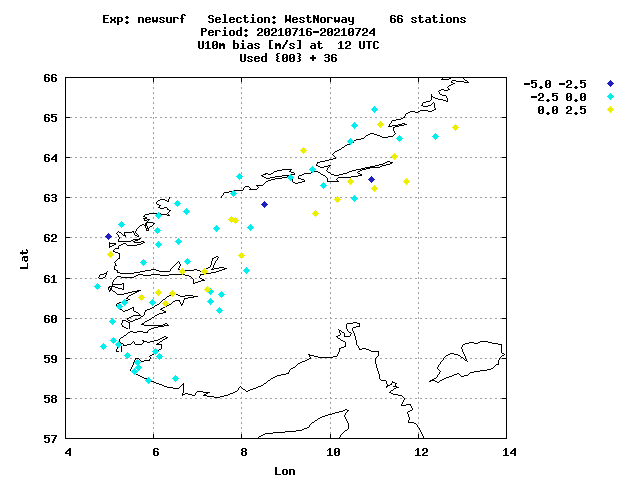 Exp: newsurf   Selection: WestNorway     66 stations
Period: 20210716-20210724
U10m bias [m/s] at  12 UTC
Used {00} + 36
-5.0 -2.5
-2.5 0.0
0.0 2.5
66
65
64
63
62
61
60
59
58
57
Lat
4 6 8 10 12 14
Lon